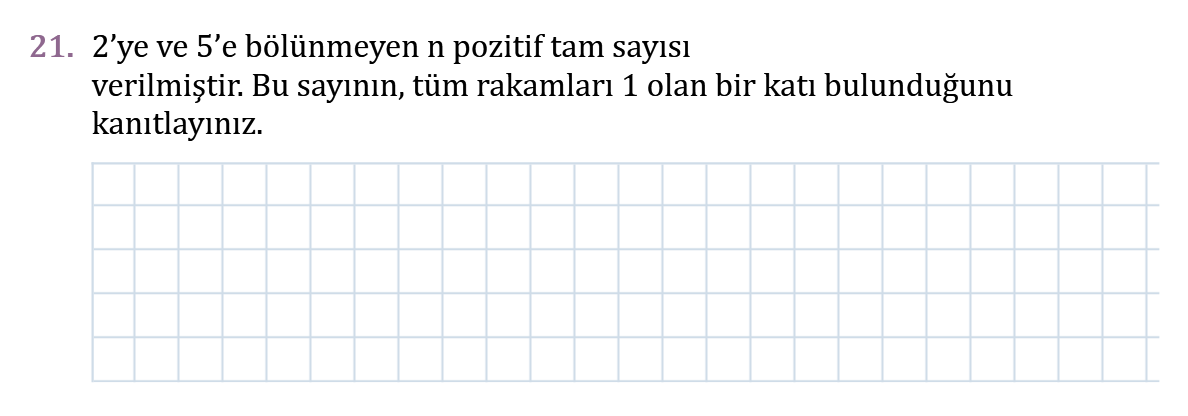 21. 2’ye ve 5’e bölünmeyen n pozitif tam sayısı
verilmiştir. Bu sayının, tüm rakamları 1 olan bir katı bulunduğunu
kanıtlayınız.